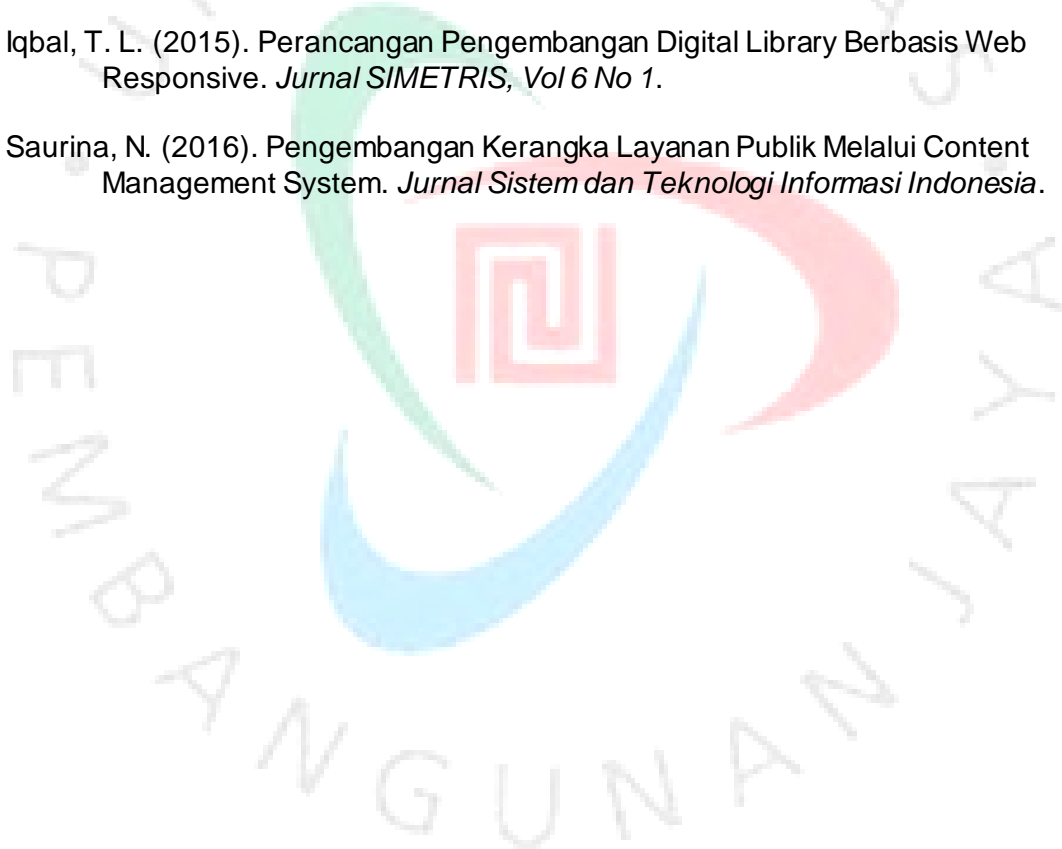 Iqbal, T. L. (2015). Perancangan Pengembangan Digital Library Berbasis Web
Responsive. Jurnal SIMETRIS, Vol 6 No 1.
Saurina, N. (2016). Pengembangan Kerangka Layanan Publik Melalui Content
Management System. Jurnal Sistem dan Teknologi Informasi Indonesia.
PEMBANGUNAN JAYA